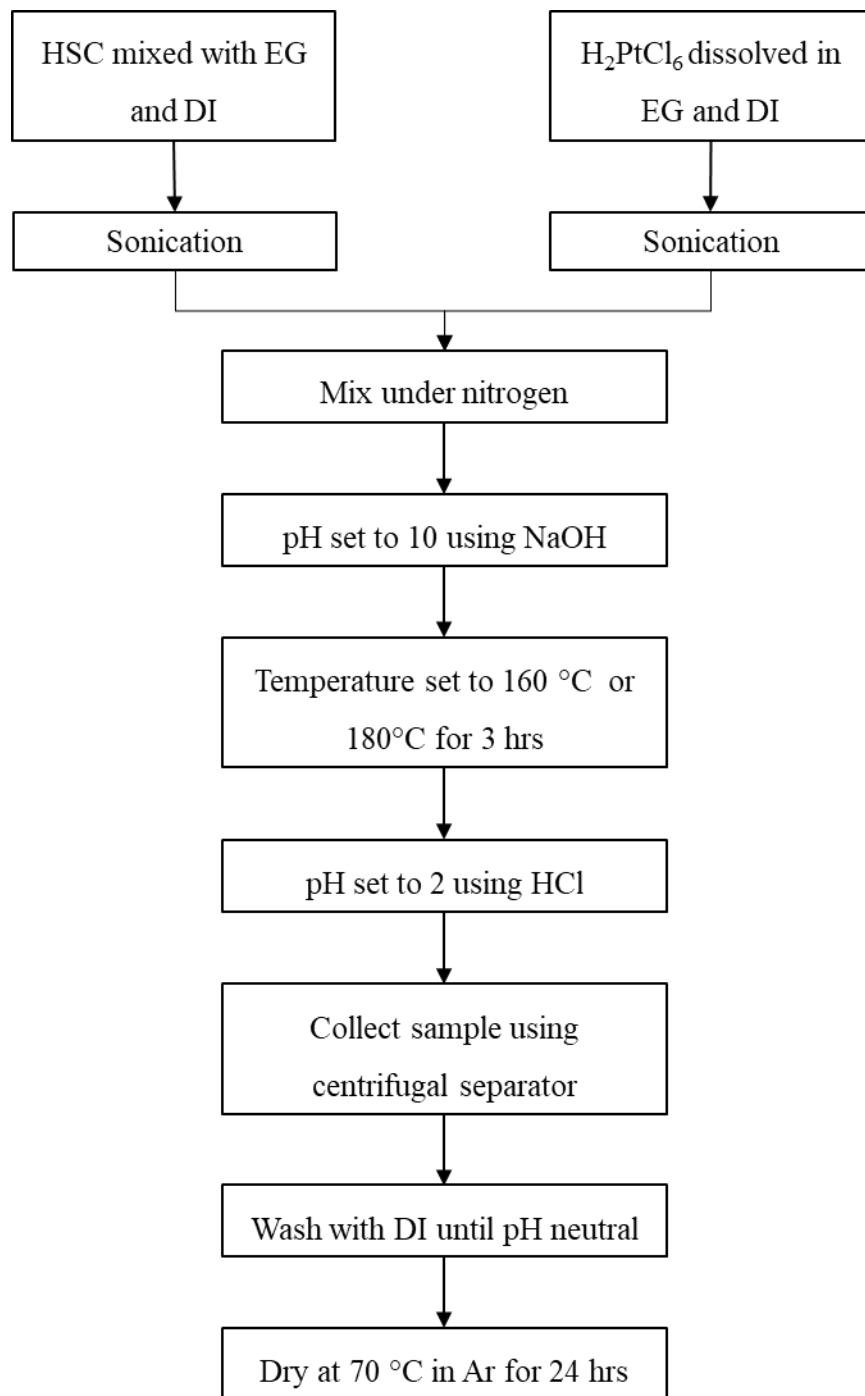 HSC mixed with EG
and DI
H₂PtCl₆ dissolved in
EG and DI
Sonication
Sonication
Mix under nitrogen
pH set to 10 using NaOH
Temperature set to 160 °C or
180°C for 3 hrs
pH set to 2 using HCl
Collect sample using
centrifugal separator
Wash with DI until pH neutral
Dry at 70 °C in Ar for 24 hrs